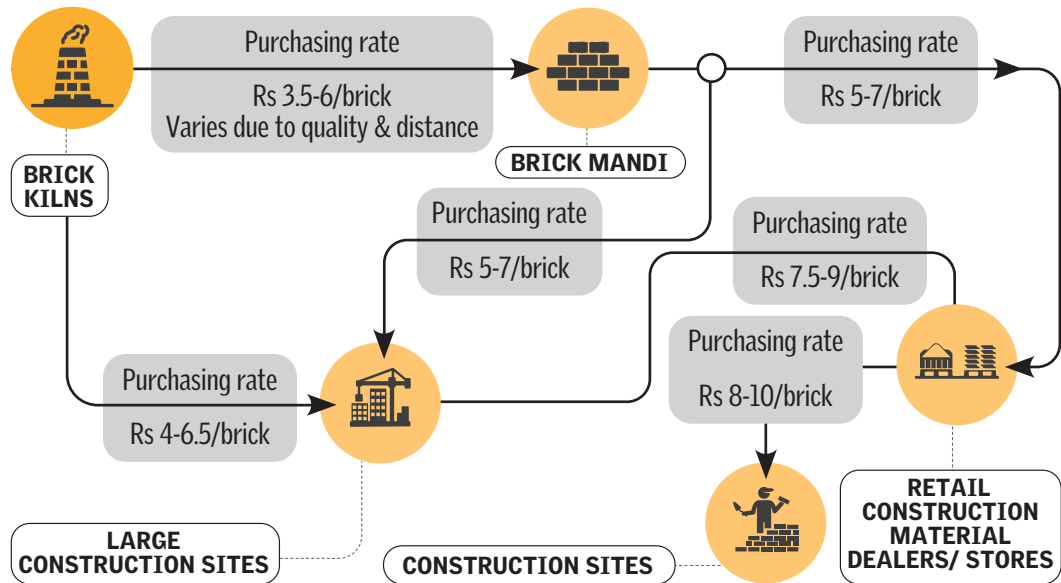 Purchasing rate
Rs 3.5-6/brick
Varies due to quality & distance
Purchasing rate
Rs 5-7/brick
BRICK
KILNS
BRICK MANDI
Purchasing rate
Rs 5-7/brick
Purchasing rate
Rs 7.5-9/brick
Purchasing rate
Rs 8-10/brick
Purchasing rate
Rs 4-6.5/brick
LARGE
CONSTRUCTION SITES
CONSTRUCTION SITES
RETAIL
CONSTRUCTION
MATERIAL
DEALERS/ STORES